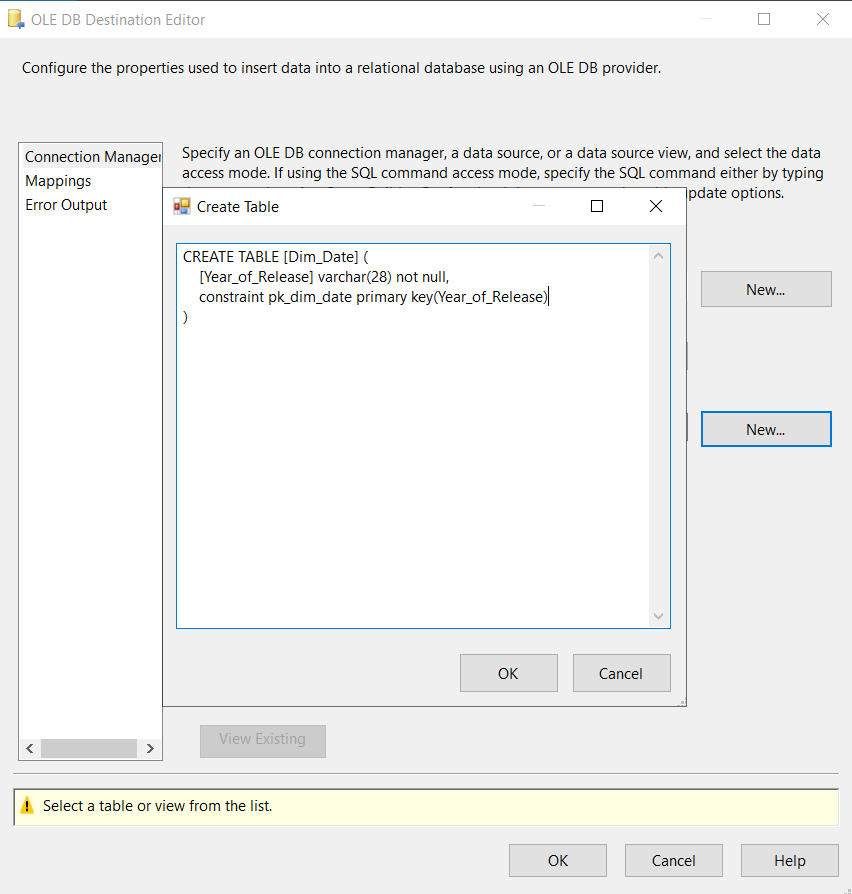 OLE DB Destination Editor
Configure the properties used to insert data into a relational database using an OLE DB provider.
Connection Manager
Mappings
Error Output
Specify an OLE DB connection manager, a data source, or a data source view, and select the data
access mode. If using the SQL command access mode, specify the SQL command either by typing
update options.
Create Table
CREATE TABLE [Dim_Date] (
[Year_of_Release] varchar(28) not null,
constraint pk_dim_date primary key(Year_of_Release)
)
New...
New...
OK
Cancel
View Existing
Select a table or view from the list.
OK
Cancel
Help